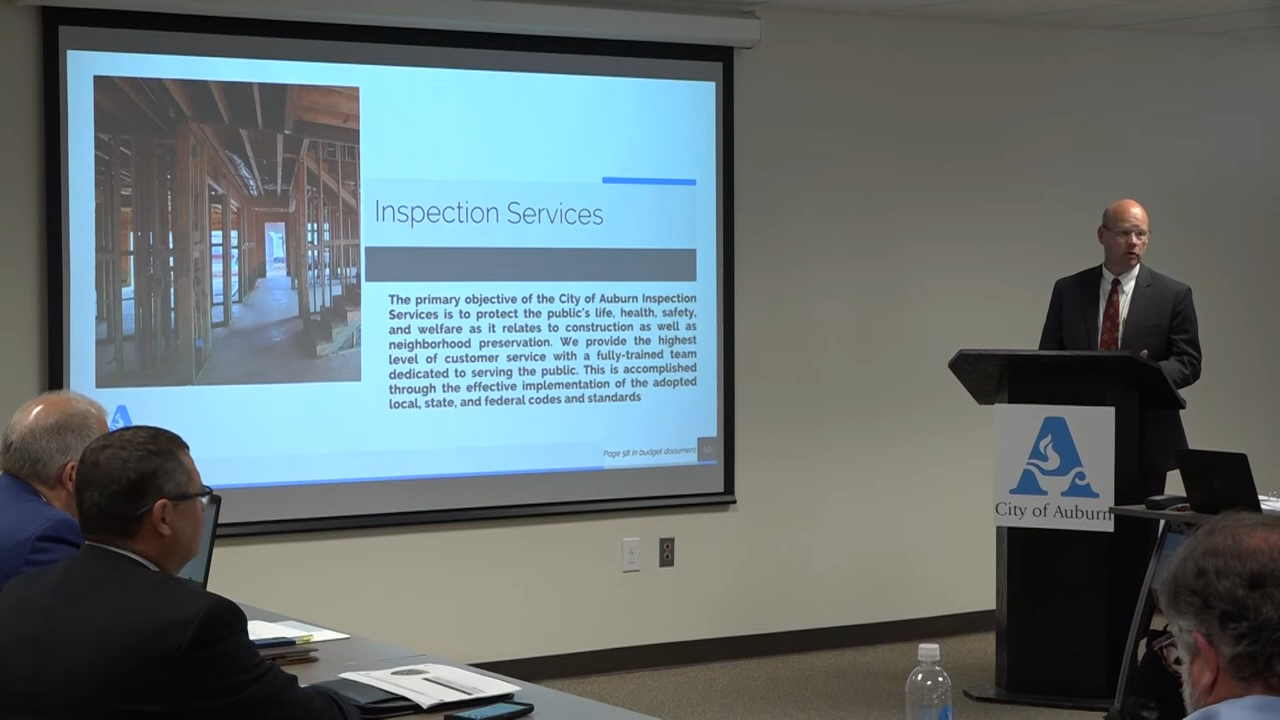 Inspection Services
The primary objective of the City of Auburn Inspection
Services is to protect the public's life, health, safety,
and welfare as it relates to construction as well as
neighborhood preservation. We provide the highest
level of customer service with a fully-trained team
dedicated to serving the public. This is accomplished
through the effective implementation of the adopted
local, state, and federal codes and standards
Page 58 in budget document
City of Auburn